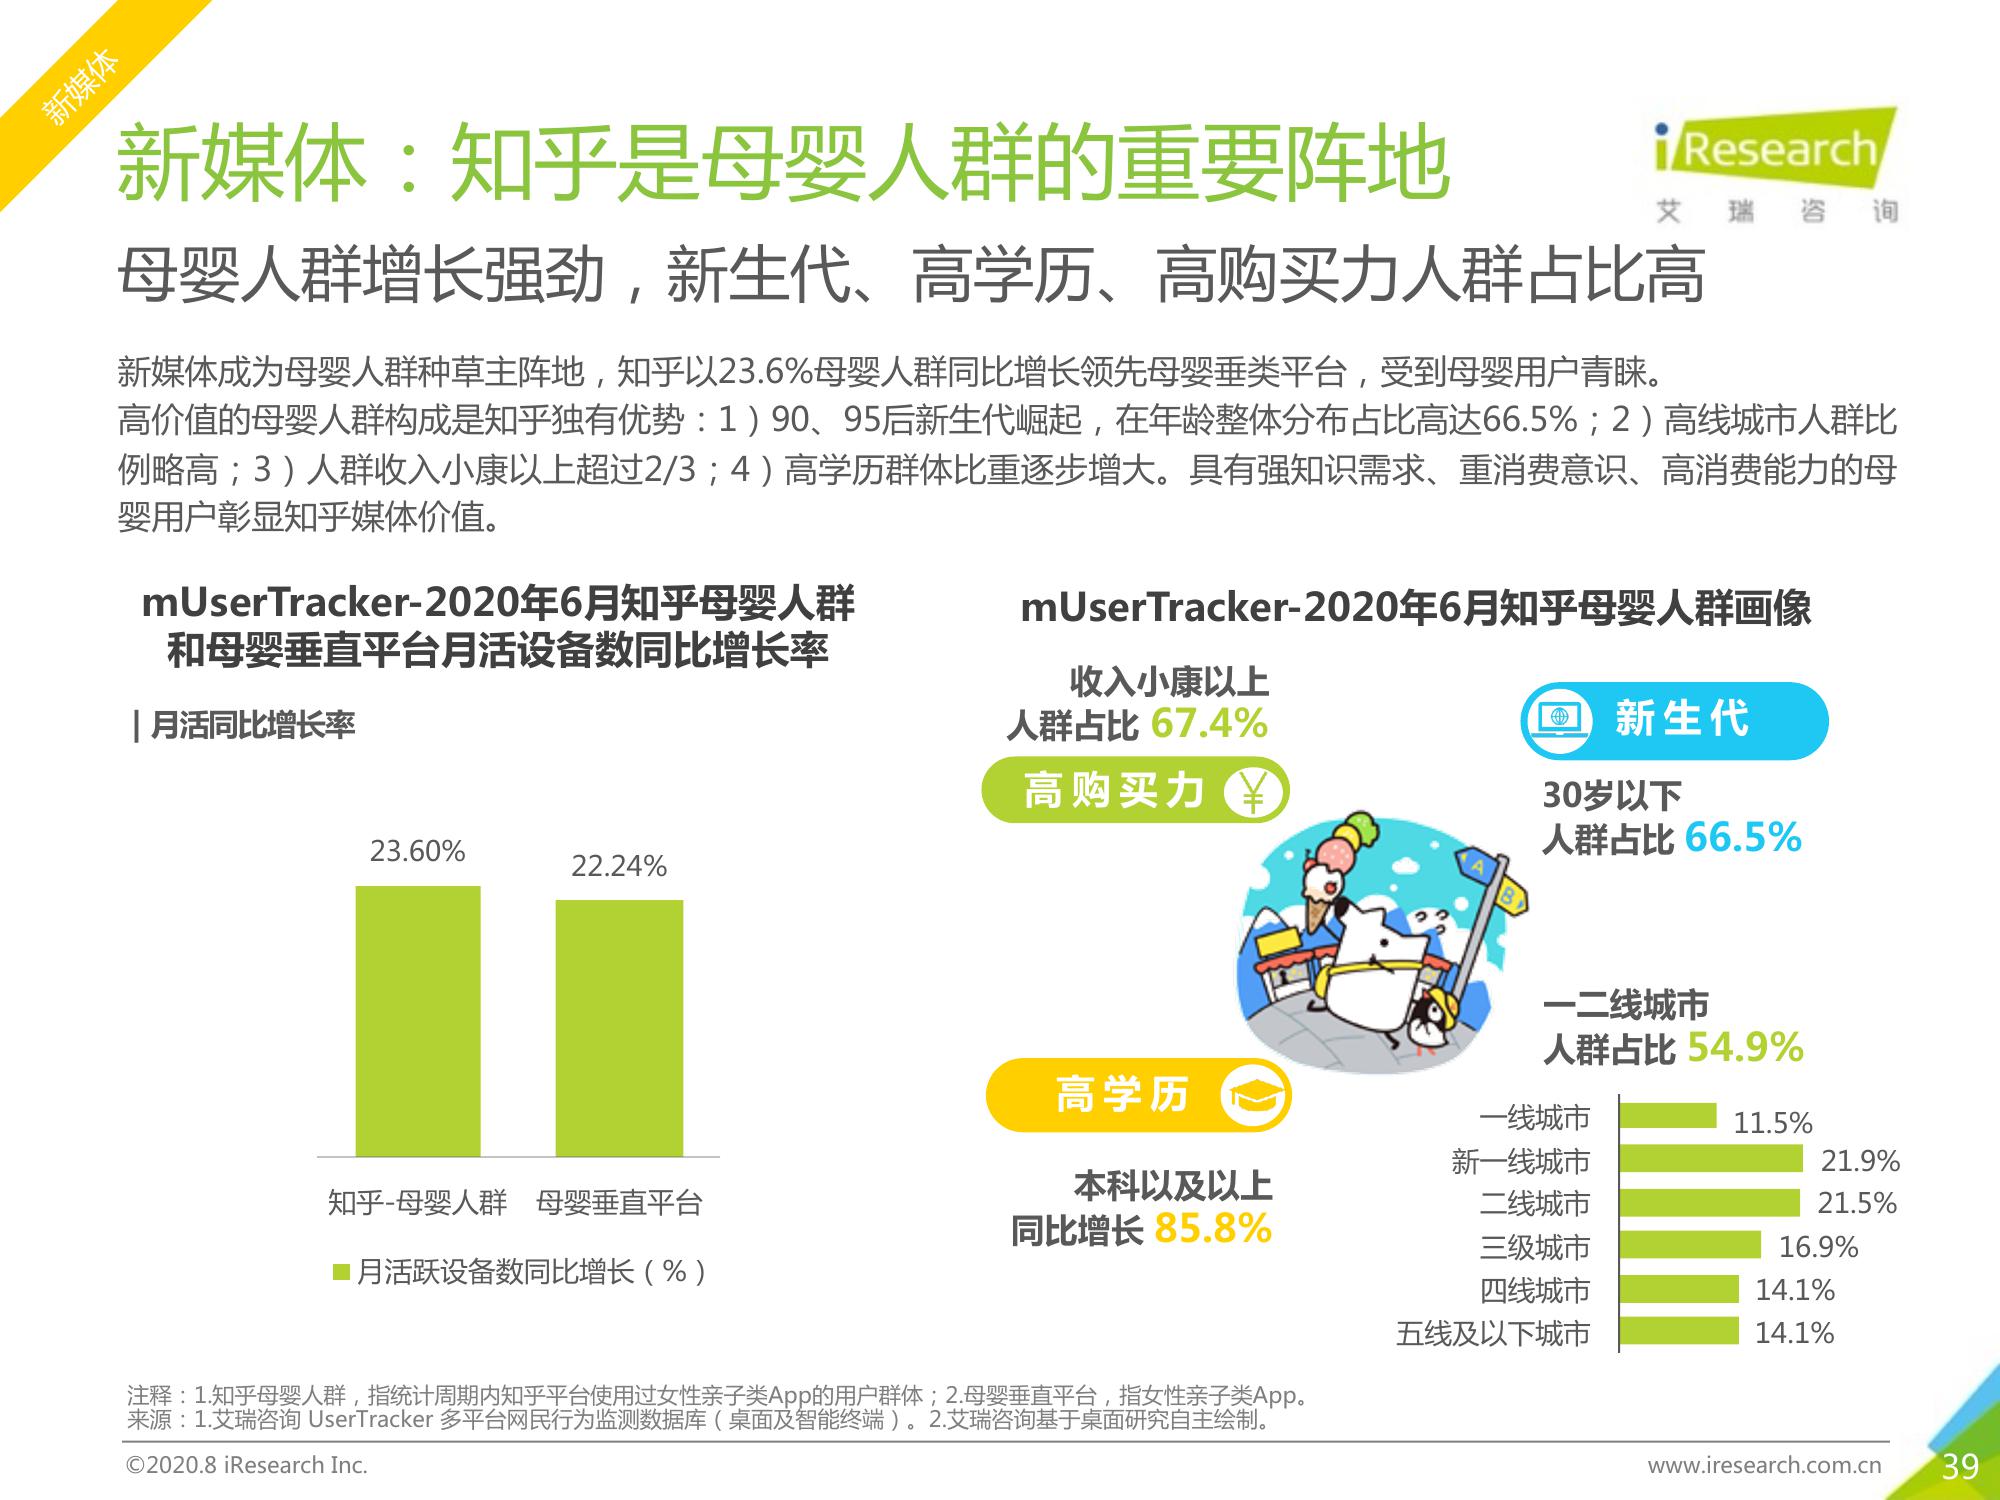 新媒体
新媒体：知乎是母婴人群的重要阵地
iResearch
艾瑞咨询
母婴人群增长强劲，新生代、高学历、高购买力人群占比高
新媒体成为母婴人群种草主阵地，知乎以23.6%母婴人群同比增长领先母婴垂类平台，受到母婴用户青睐。
高价值的母婴人群构成是知乎独有优势：1）90、95后新生代崛起，在年龄整体分布占比高达66.5%；2）高线城市人群比
例略高；3）人群收入小康以上超过2/3；4）高学历群体比重逐步增大。具有强知识需求、重消费意识、高消费能力的母
婴用户彰显知乎媒体价值。
mUserTracker-2020年6月知乎母婴人群
和母婴垂直平台月活设备数同比增长率
| 月活同比增长率
23.60%
22.24%
知乎-母婴人群
母婴垂直平台
月活跃设备数同比增长（%）
mUserTracker-2020年6月知乎母婴人群画像
收入小康以上
人群占比 67.4%
高购买力
新生代
30岁以下
人群占比 66.5%
A
B
高学历
本科以及以上
同比增长 85.8%
一二线城市
人群占比 54.9%
一线城市 11.5%
新一线城市 21.9%
二线城市 21.5%
三级城市 16.9%
四线城市 14.1%
五线及以下城市 14.1%
注释：1.知乎母婴人群，指统计周期内知乎平台使用过女性亲子类App的用户群体；2.母婴垂直平台，指女性亲子类App。
来源：1.艾瑞咨询 UserTracker 多平台网民行为监测数据库（桌面及智能终端）。2.艾瑞咨询基于桌面研究自主绘制。
©2020.8 iResearch Inc.
www.iresearch.com.cn
39